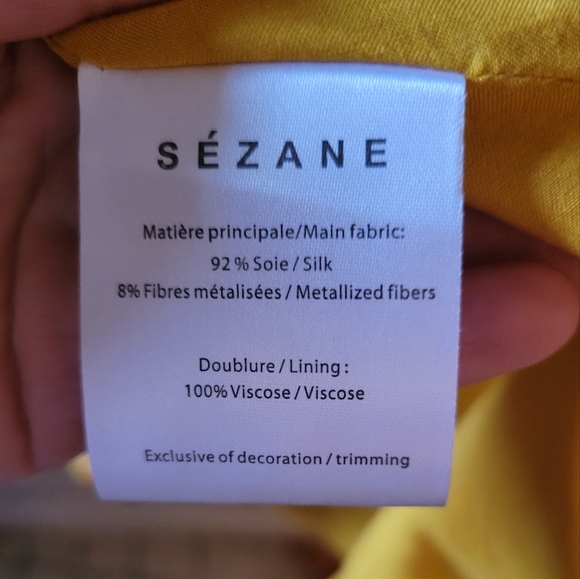 SÉZANE
Matière principale/Main fabric:
92% Soie / Silk
8% Fibres métalisées / Metallized fibers
Doublure / Lining :
100% Viscose / Viscose
Exclusive of decoration / trimming